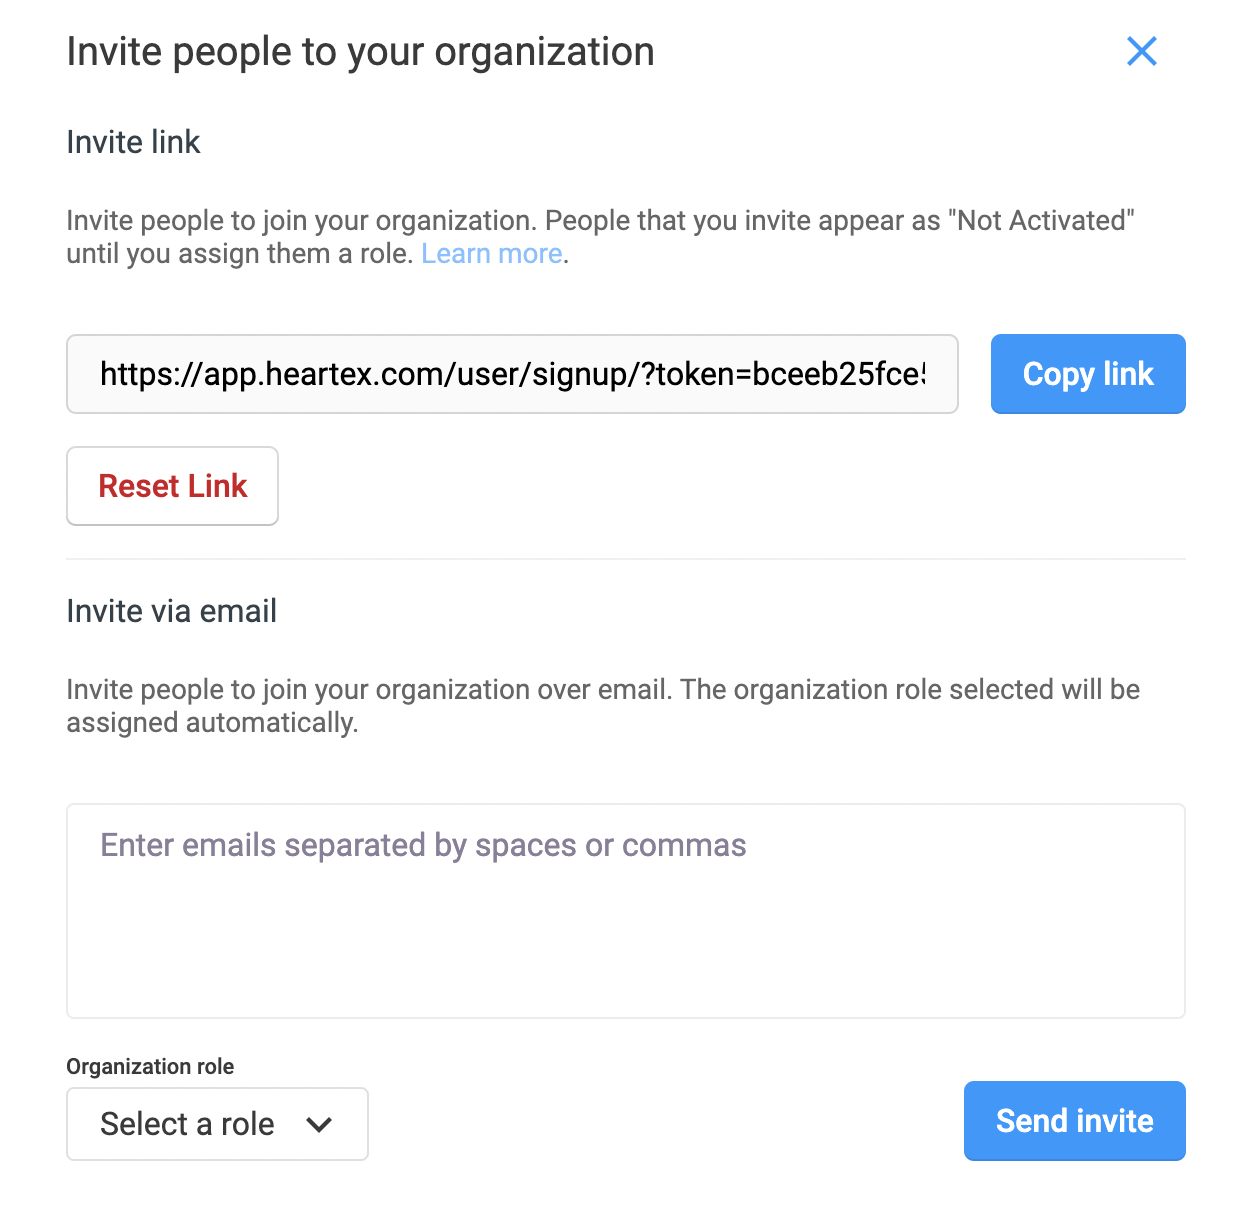 Invite people to your organization
Invite link
Invite people to join your organization. People that you invite appear as "Not Activated"
until you assign them a role. Learn more.
https://app.heartex.com/user/signup/?token=bceeb25fce
Copy link
Reset Link
Invite via email
Invite people to join your organization over email. The organization role selected will be
assigned automatically.
Enter emails separated by spaces or commas
Organization role
Select a role
Send invite